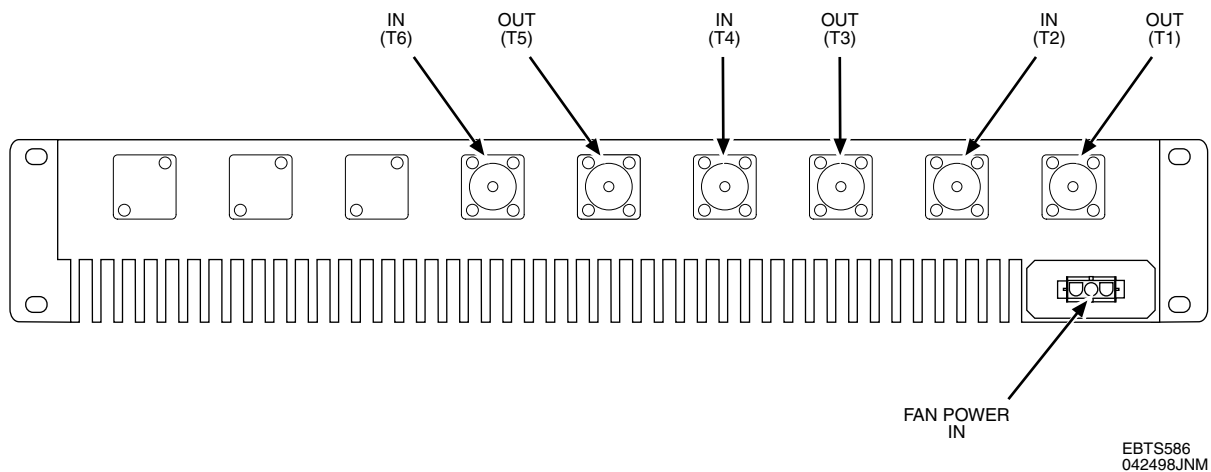 IN
(T6)
OUT
(T5)
IN
(T4)
OUT
(T3)
IN
(T2)
OUT
(T1)
FAN POWER
IN
EBTS586
042498JNM